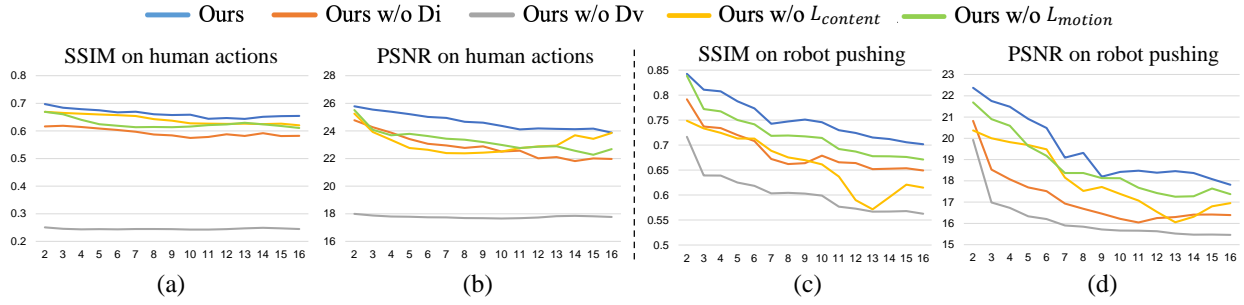 Ours Ours w/o Di Ours w/o Dv Ours w/o L_content Ours w/o L_motion
SSIM on human actions
0.8
0.7
0.6
0.5
0.4
0.3
0.2
2 3 4 5 6 7 8 9 10 11 12 13 14 15 16
(a)
PSNR on human actions
28
26
24
22
20
18
16
2 3 4 5 6 7 8 9 10 11 12 13 14 15 16
(b)
SSIM on robot pushing
0.85
0.8
0.75
0.7
0.65
0.6
0.55
0.5
2 3 4 5 6 7 8 9 10 11 12 13 14 15 16
(c)
PSNR on robot pushing
23
22
21
20
19
18
17
16
15
2 3 4 5 6 7 8 9 10 11 12 13 14 15 16
(d)